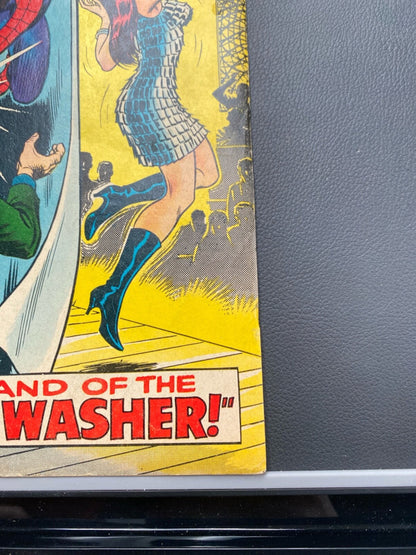 AND OF THE
WASHER!"